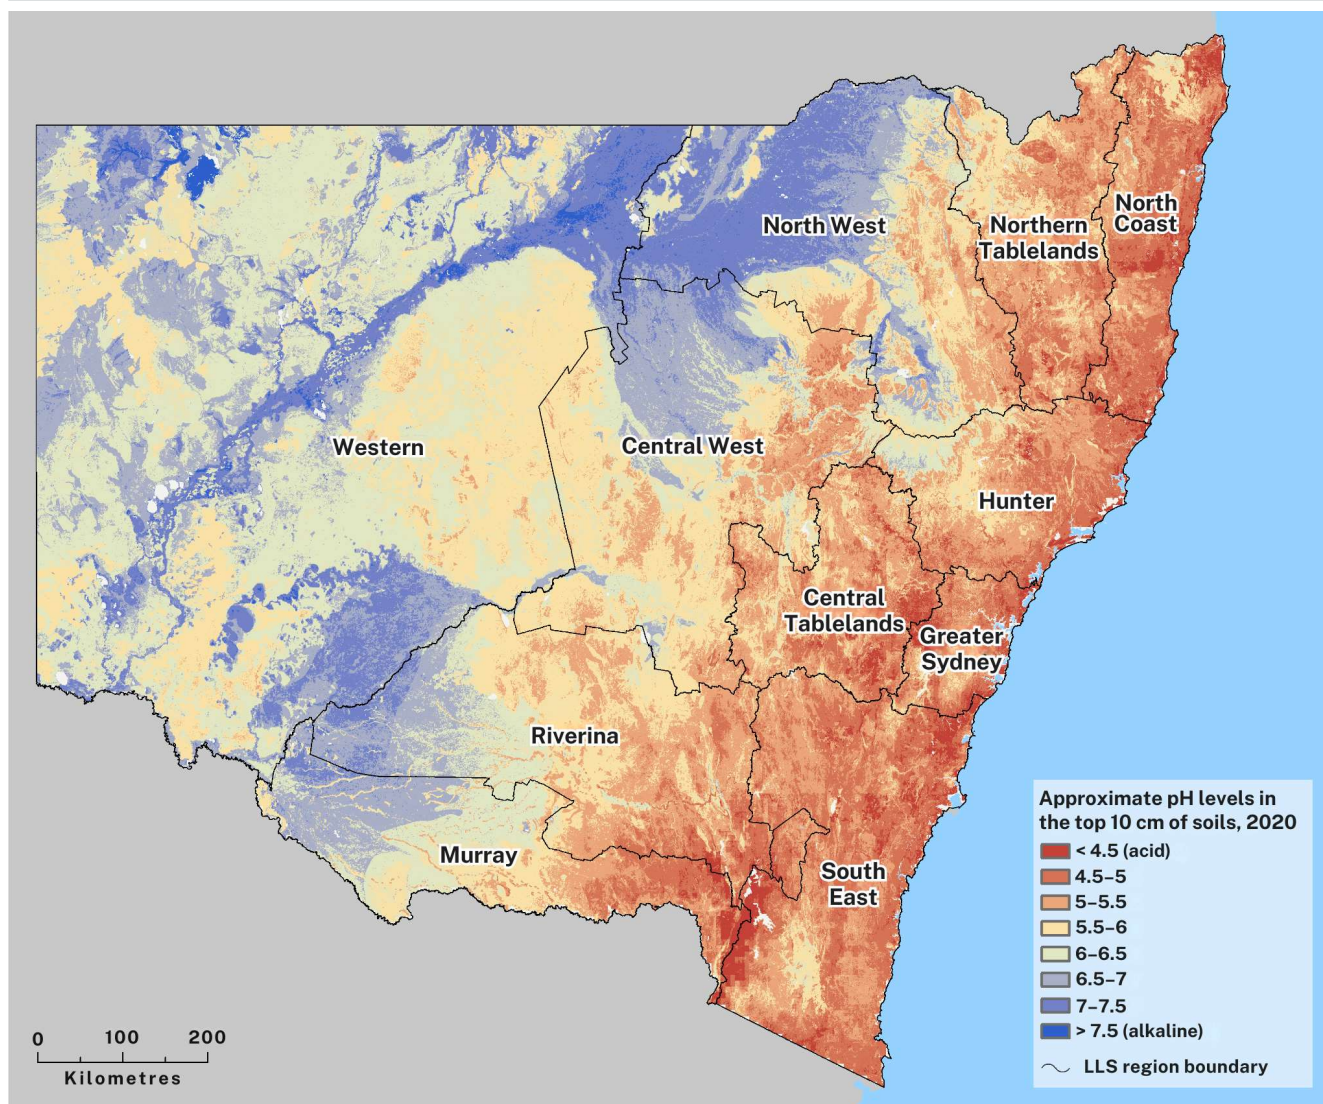 North West
Northern
Tablelands
North
Coast
Western
Central West
Hunter
Central
Tablelands
Greater
Sydney
Riverina
Murray
South
East
Approximate pH levels in
the top 10 cm of soils, 2020
< 4.5 (acid)
4.5–5
5–5.5
5.5–6
6–6.5
6.5–7
7–7.5
> 7.5 (alkaline)
LLS region boundary
0 100 200
Kilometres